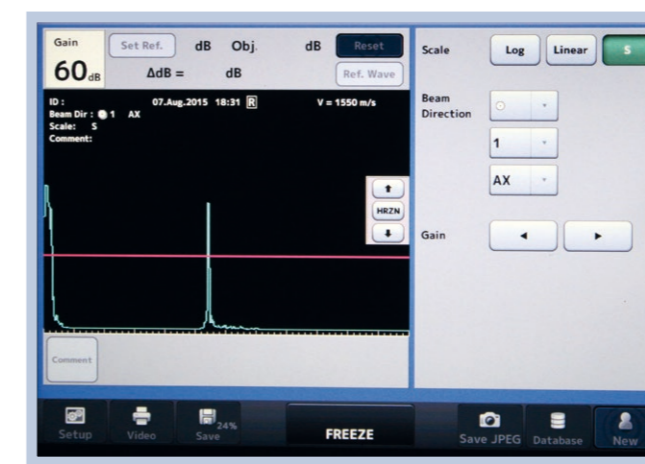 Gain
60 dB
Set Ref. dB Obj. dB Reset
ΔdB = dB Ref. Wave
ID : 07.Aug.2015 18:31 R V = 1550 m/s
Beam Dir : 1 AX
Scale: S
Comment:
HRZN
Comment
Scale Log Linear S
Beam
Direction
1
AX
Gain
Setup Video Save 24% FREEZE Save JPEG Database New